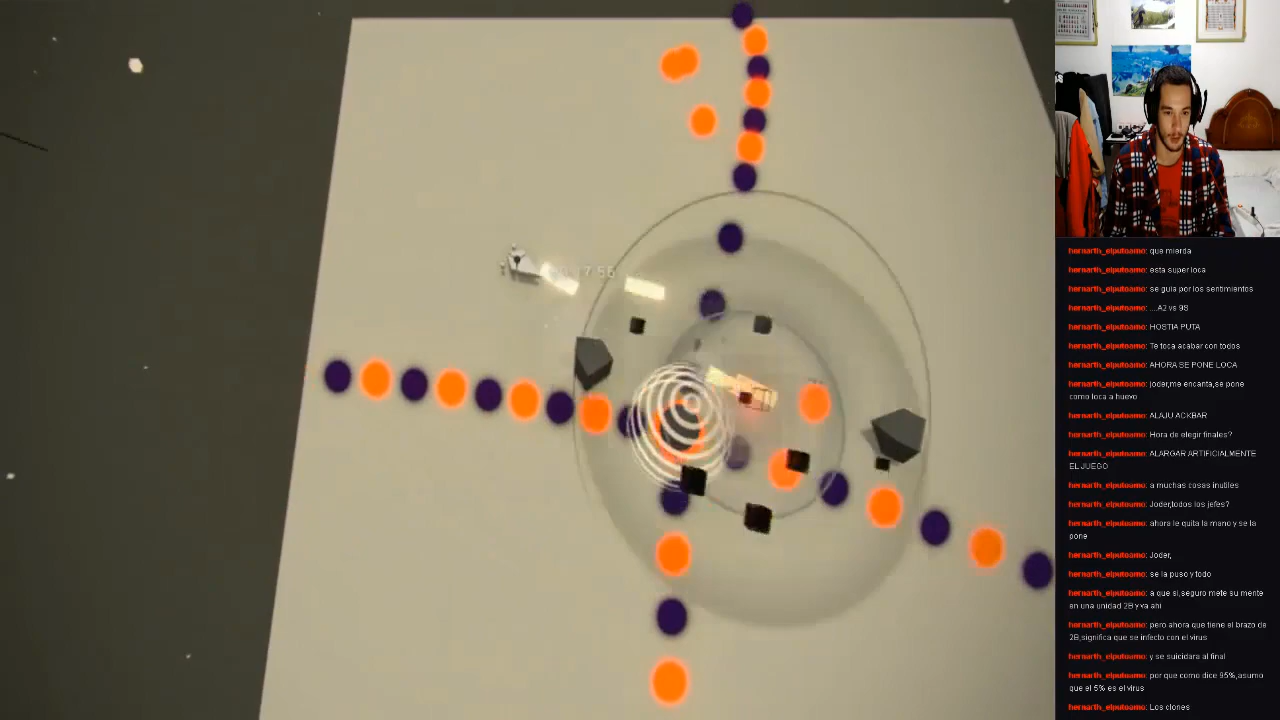 hernarth_elputoamo: que mierda
hernarth_elputoamo: esta super loca
hernarth_elputoamo: se guia por los sentimientos
hernarth_elputoamo: ....A2 vs 9S
hernarth_elputoamo: HOSTIA PUTA
hernarth_elputoamo: Te toca acabar con todos
hernarth_elputoamo: AHORA SE PONE LOCA
hernarth_elputoamo: joder,me encanta,se pone
como loca a huevo
hernarth_elputoamo: ALAJU ACKBAR
hernarth_elputoamo: Hora de elegir finales?
hernarth_elputoamo: ALARGAR ARTIFICIALMENTE
EL JUEGO
hernarth_elputoamo: a muchas cosas inutiles
hernarth_elputoamo: Joder,todos los jefes?
hernarth_elputoamo: ahora le quita la mano y se la
pone
hernarth_elputoamo: Joder,
hernarth_elputoamo: se la puso y todo
hernarth_elputoamo: a que si,seguro mete su mente
en una unidad 2B y va ahi
hernarth_elputoamo: pero ahora que tiene el brazo de
2B,significa que se infecto con el virus
hernarth_elputoamo: y se suicidara al final
hernarth_elputoamo: por que como dice 95%,asumo
que el 5% es el virus
hernarth_elputoamo: Los clones